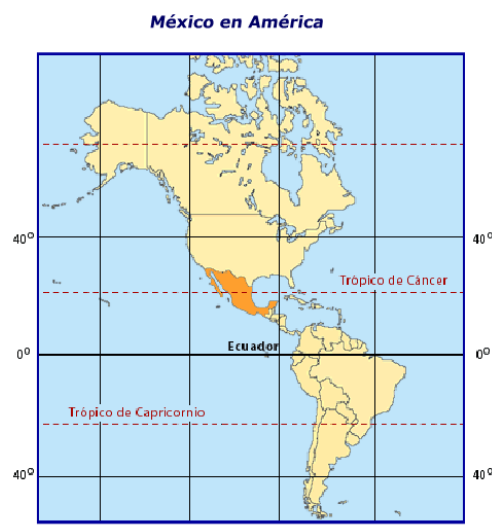 México en América
40º
40º
Trópico de Cáncer
Ecuador
0º
0º
Trópico de Capricornio
40º
40º